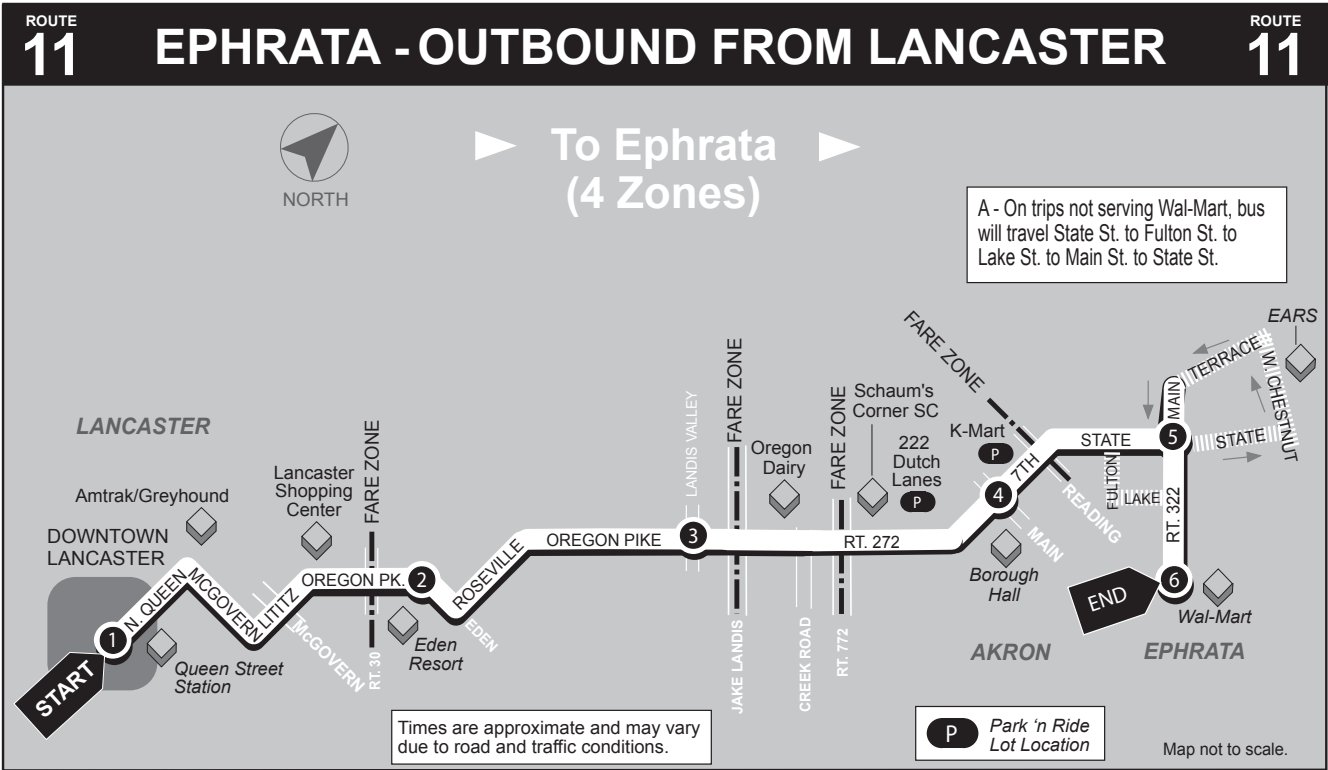 ROUTE
11
EPHRATA - OUTBOUND FROM LANCASTER
ROUTE
11
NORTH
To Ephrata
(4 Zones)
A - On trips not serving Wal-Mart, bus
will travel State St. to Fulton St. to
Lake St. to Main St. to State St.
LANCASTER
Amtrak/Greyhound
DOWNTOWN
LANCASTER
START
1
N. QUEEN
Queen Street
Station
MCGOVERN
LITITZ
McGOVERN
Lancaster
Shopping
Center
OREGON PK.
FARE ZONE
RT. 30
2
Eden
Resort
EDEN
ROSEVILLE
OREGON PIKE
LANDIS VALLEY
3
FARE ZONE
JAKE LANDIS
Oregon
Dairy
CREEK ROAD
FARE ZONE
RT. 772
RT. 272
Schaum's
Corner SC
222
Dutch
Lanes
P
K-Mart
P
4
7TH
MAIN
Borough
Hall
AKRON
FARE ZONE
READING
STATE
FULTON
LAKE
5
MAIN
TERRACE
W. CHESTNUT
STATE
EARS
RT. 322
6
END
Wal-Mart
EPHRATA
Times are approximate and may vary
due to road and traffic conditions.
P
Park ‘n Ride
Lot Location
Map not to scale.